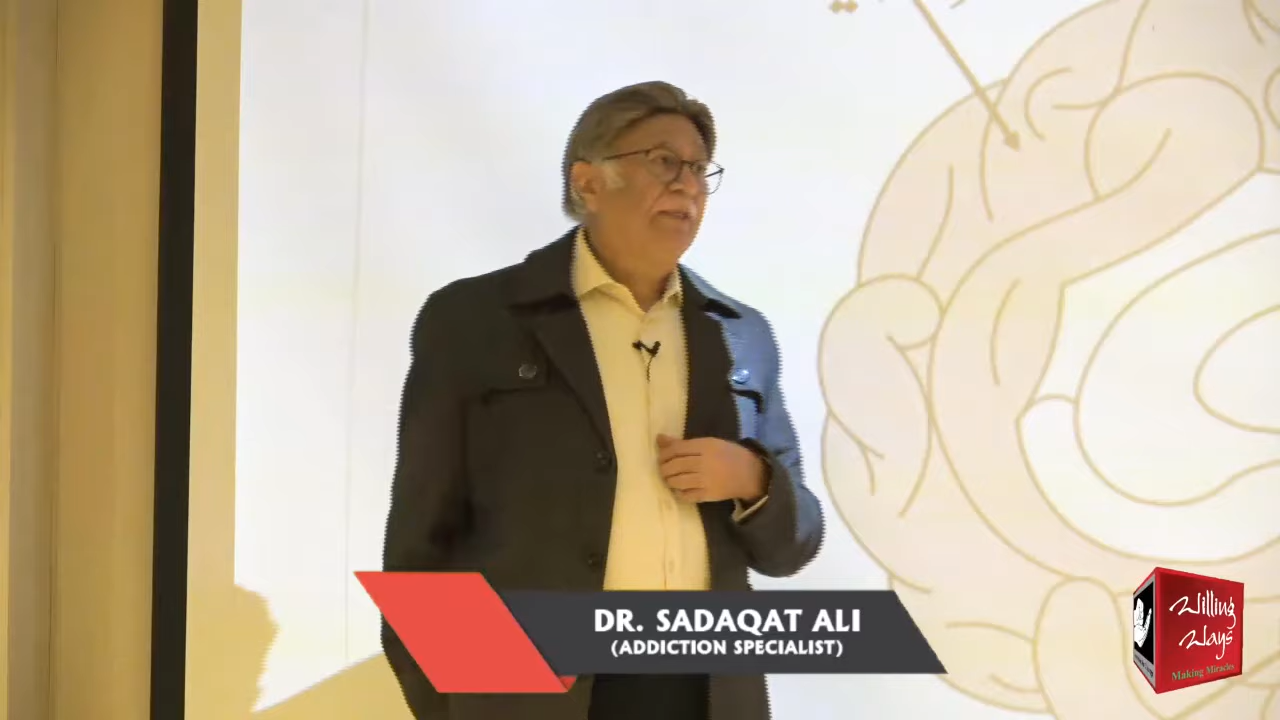 DR. SADAQAT ALI
(ADDICTION SPECIALIST)
Willing
Ways
Making Miracles